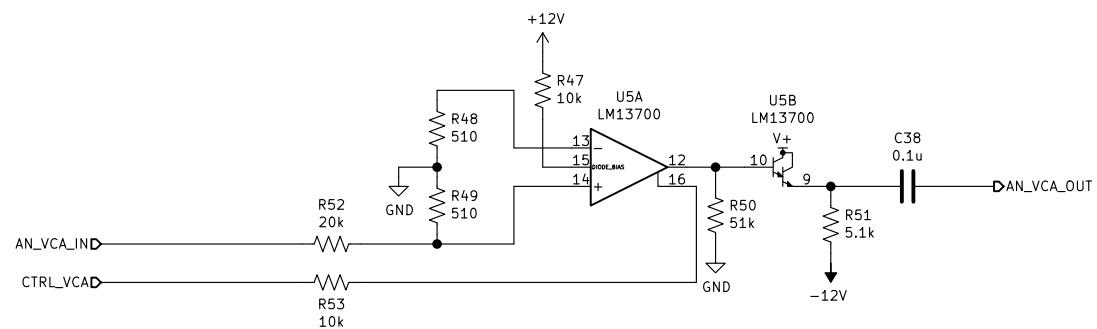 +12V
R47
10k
U5A
LM13700
R48
510
13
15
DIODE_BIAS
14
12
16
U5B
LM13700
V+
10
9
C38
0.1u
AN_VCA_OUT
GND
R49
510
R50
51k
GND
R51
5.1k
-12V
R52
20k
AN_VCA_IN
CTRL_VCA
R53
10k